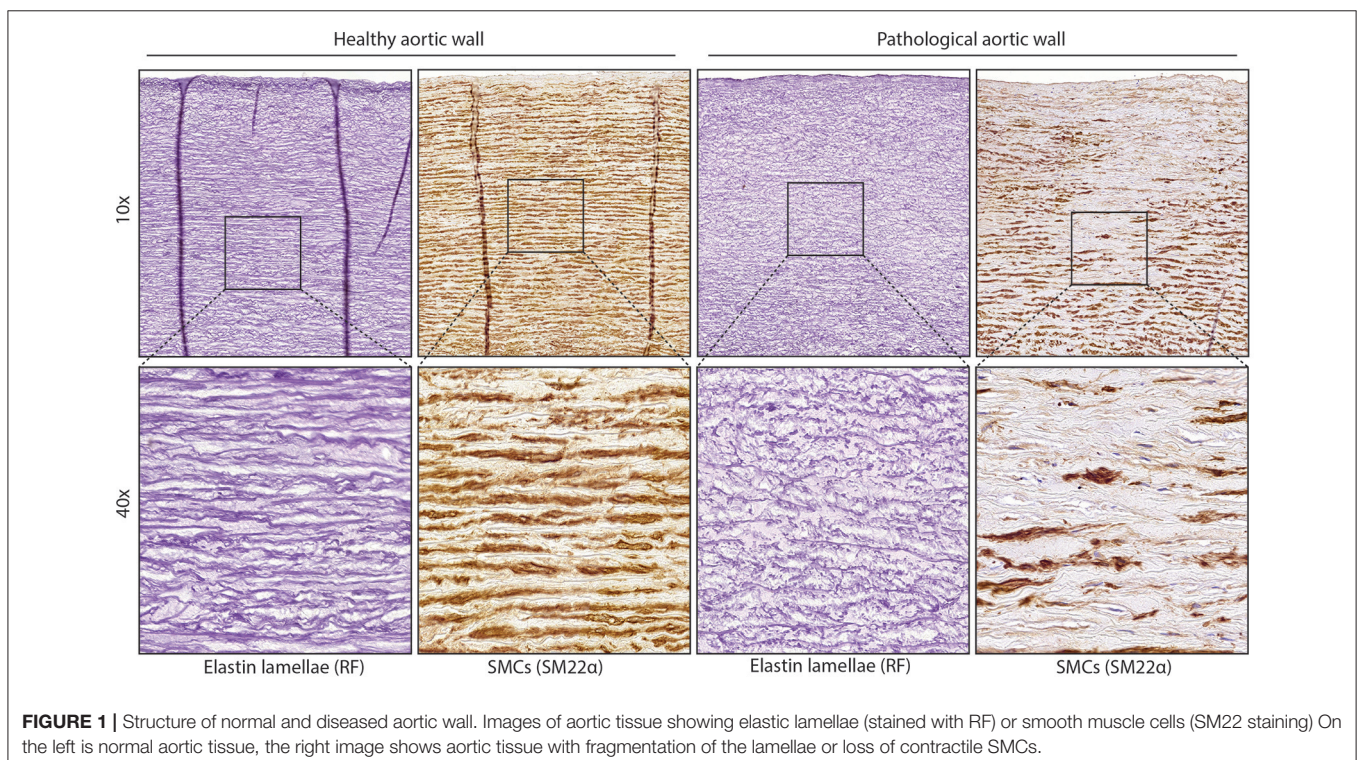 Healthy aortic wall
Pathological aortic wall
10x
40x
Elastin lamellae (RF)
SMCs (SM22α)
Elastin lamellae (RF)
SMCs (SM22α)
FIGURE 1 | Structure of normal and diseased aortic wall. Images of aortic tissue showing elastic lamellae (stained with RF) or smooth muscle cells (SM22 staining) On
the left is normal aortic tissue, the right image shows aortic tissue with fragmentation of the lamellae or loss of contractile SMCs.